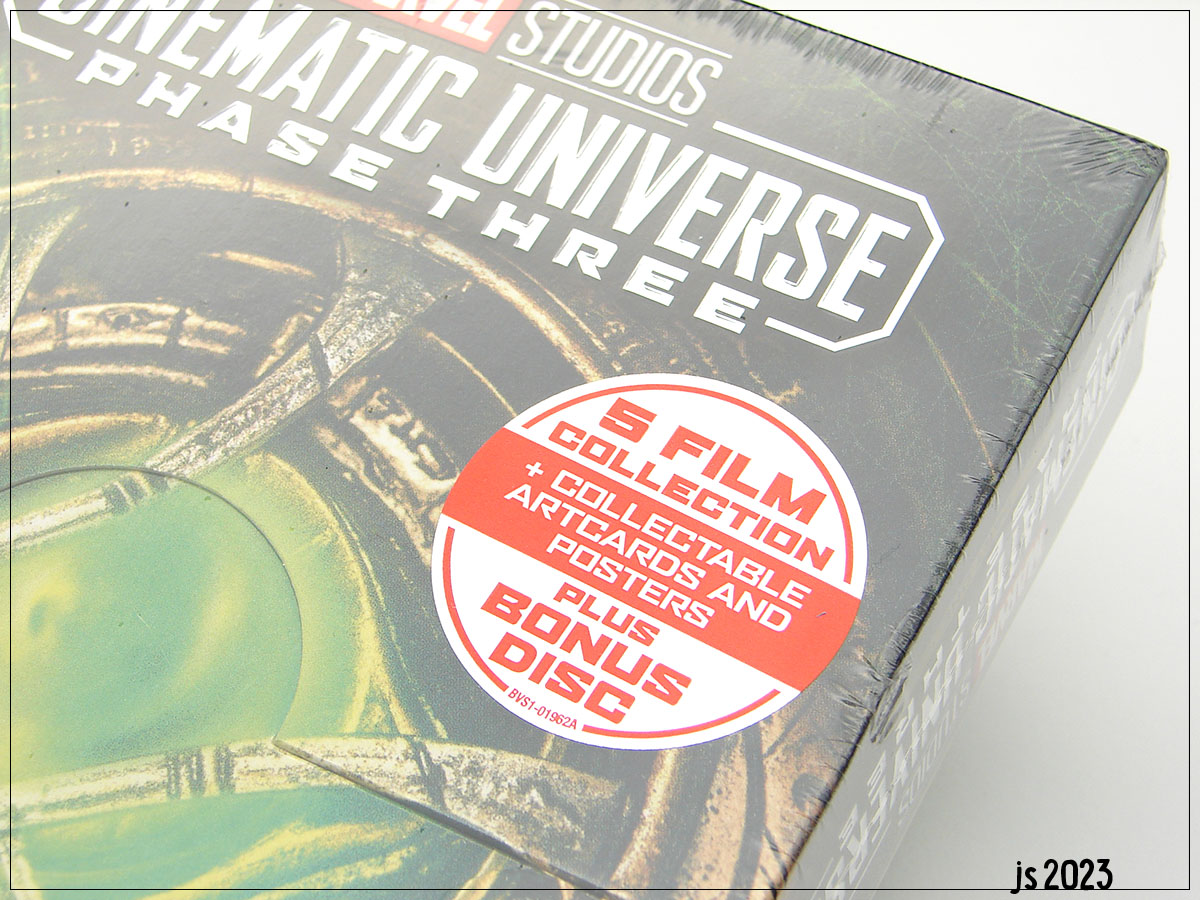 MARVEL STUDIOS
CINEMATIC UNIVERSE
PHASE THREE
5 FILM
COLLECTION
+ COLLECTABLE
ARTCARDS AND
POSTERS
PLUS
BONUS
DISC
BVS1-01962A
js 2023